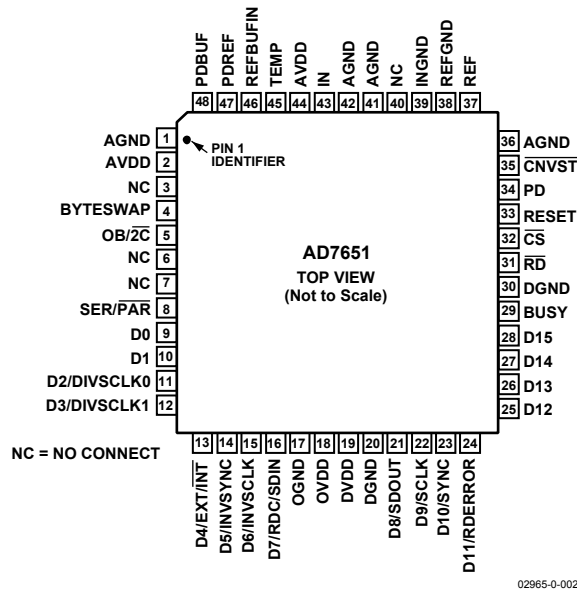 48 PDBUF
47 PDREF
46 REFBUFIN
45 TEMP
44 AVDD
43 IN
42 AGND
41 AGND
40 NC
39 INGND
38 REFGND
37 REF
AGND 1
AVDD 2
NC 3
BYTESWAP 4
OB/2C̅ 5
NC 6
NC 7
SER/P̅A̅R̅ 8
D0 9
D1 10
D2/DIVSCLK0 11
D3/DIVSCLK1 12
PIN 1
IDENTIFIER
AD7651
TOP VIEW
(Not to Scale)
36 AGND
35 C̅N̅V̅S̅T̅
34 PD
33 RESET
32 C̅S̅
31 R̅D̅
30 DGND
29 BUSY
28 D15
27 D14
26 D13
25 D12
NC = NO CONNECT
13 D4/EXT/I̅N̅T̅
14 D5/INVSYNC
15 D6/INVSCLK
16 D7/RDC/SDIN
17 OGND
18 OVDD
19 DVDD
20 DGND
21 D8/SDOUT
22 D9/SCLK
23 D10/SYNC
24 D11/RDERROR
02965-0-002